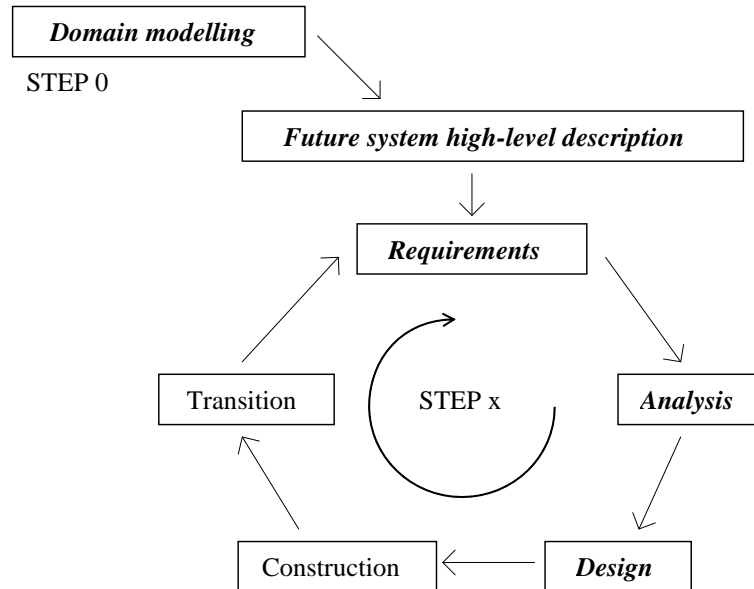 Domain modelling
STEP 0
Future system high-level description
Requirements
Transition
STEP x
Analysis
Construction
Design